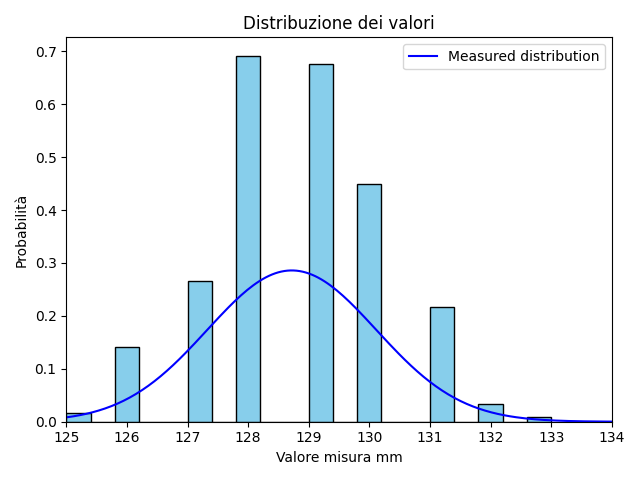 Distribuzione dei valori
Measured distribution
Probabilità
0.7
0.6
0.5
0.4
0.3
0.2
0.1
0.0
125 126 127 128 129 130 131 132 133 134
Valore misura mm